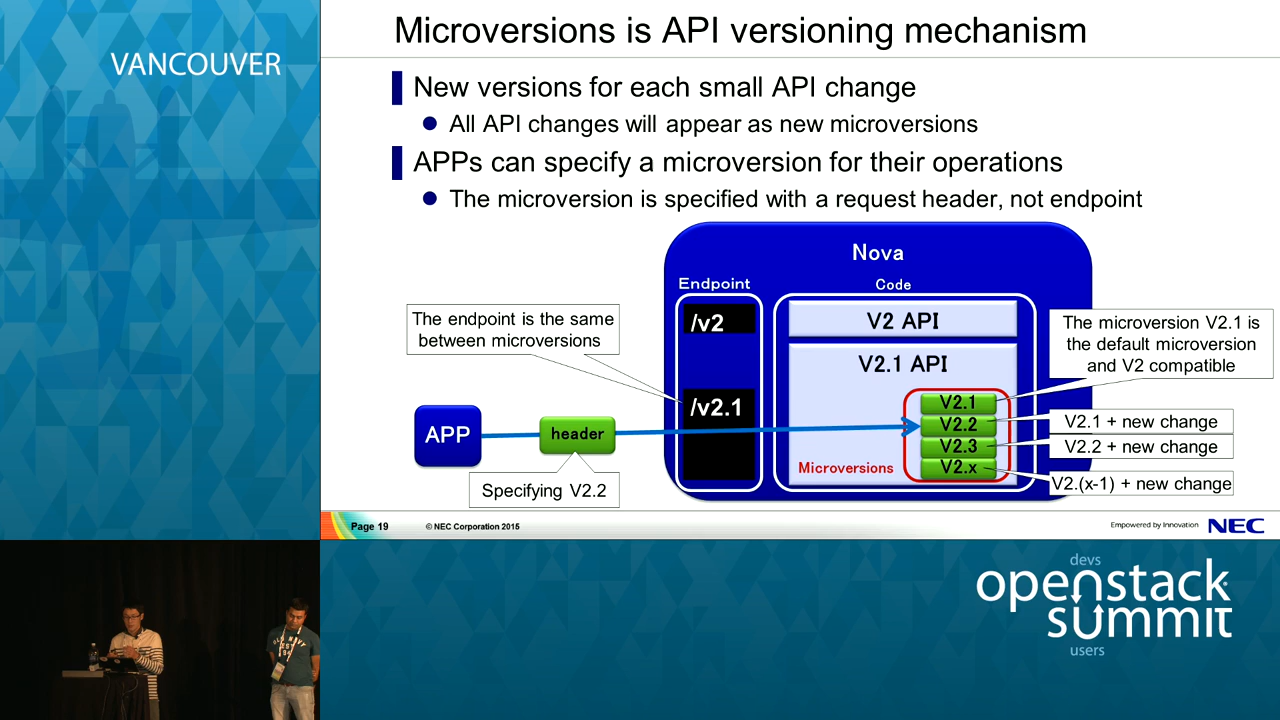 VANCOUVER
Microversions is API versioning mechanism
New versions for each small API change
All API changes will appear as new microversions
APPs can specify a microversion for their operations
The microversion is specified with a request header, not endpoint
Nova
Endpoint
Code
/v2
V2 API
The endpoint is the same
between microversions
The microversion V2.1 is
the default microversion
and V2 compatible
V2.1 API
/v2.1
V2.1
V2.2
V2.3
V2.x
Microversions
APP
header
Specifying V2.2
V2.1 + new change
V2.2 + new change
V2.(x-1) + new change
Page 19
© NEC Corporation 2015
Empowered by Innovation
NEC
devs
openstack
summit
users
OLD NAVY